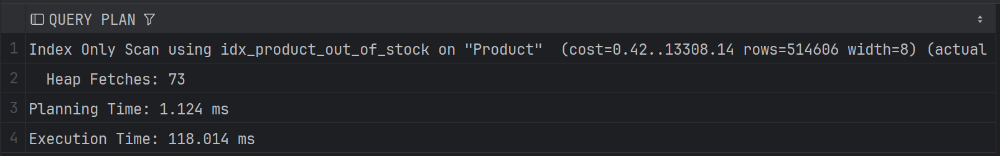 QUERY PLAN
1 Index Only Scan using idx_product_out_of_stock on "Product"  (cost=0.42..13308.14 rows=514606 width=8) (actual
2   Heap Fetches: 73
3 Planning Time: 1.124 ms
4 Execution Time: 118.014 ms